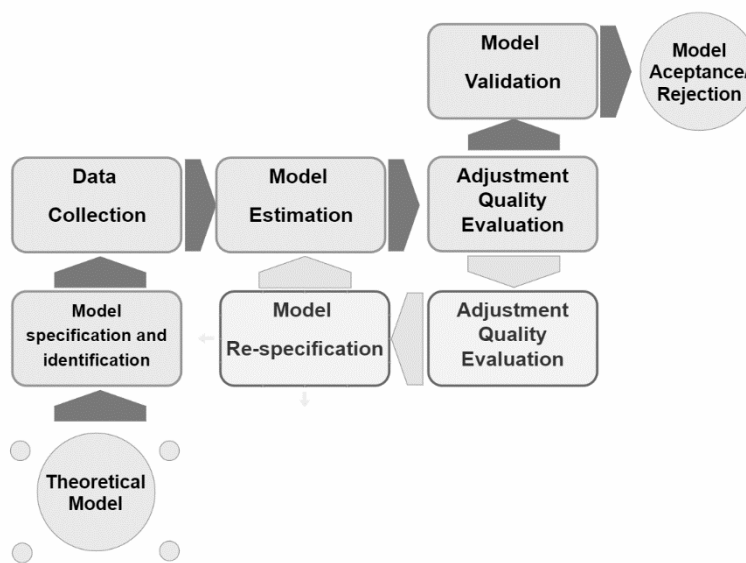 Model
Validation
Model
Aceptance/
Rejection
Data
Collection
Model
Estimation
Adjustment
Quality
Evaluation
Model
specification and
identification
Model
Re-specification
Adjustment
Quality
Evaluation
Theoretical
Model